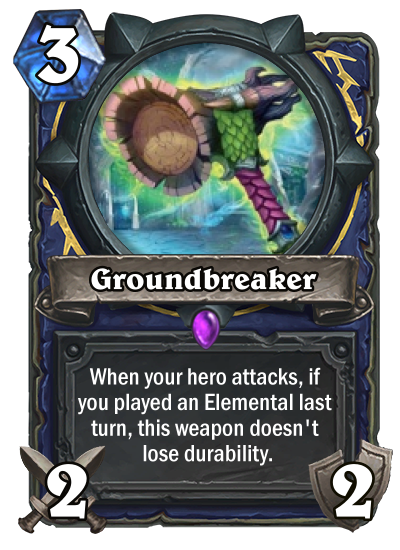 3
Groundbreaker
When your hero attacks, if
you played an Elemental last
turn, this weapon doesn't
lose durability.
2
2